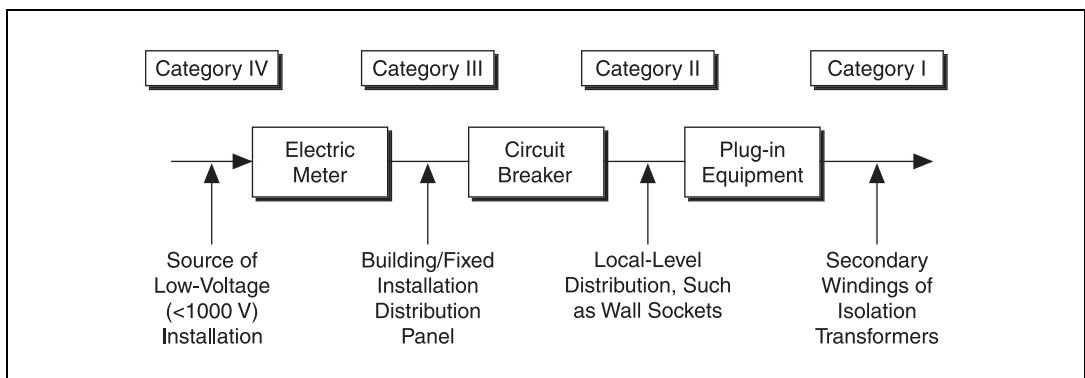 Category IV
Category III
Category II
Category I
Electric
Meter
Circuit
Breaker
Plug-in
Equipment
Source of
Low-Voltage
(<1000 V)
Installation
Building/Fixed
Installation
Distribution
Panel
Local-Level
Distribution, Such
as Wall Sockets
Secondary
Windings of
Isolation
Transformers